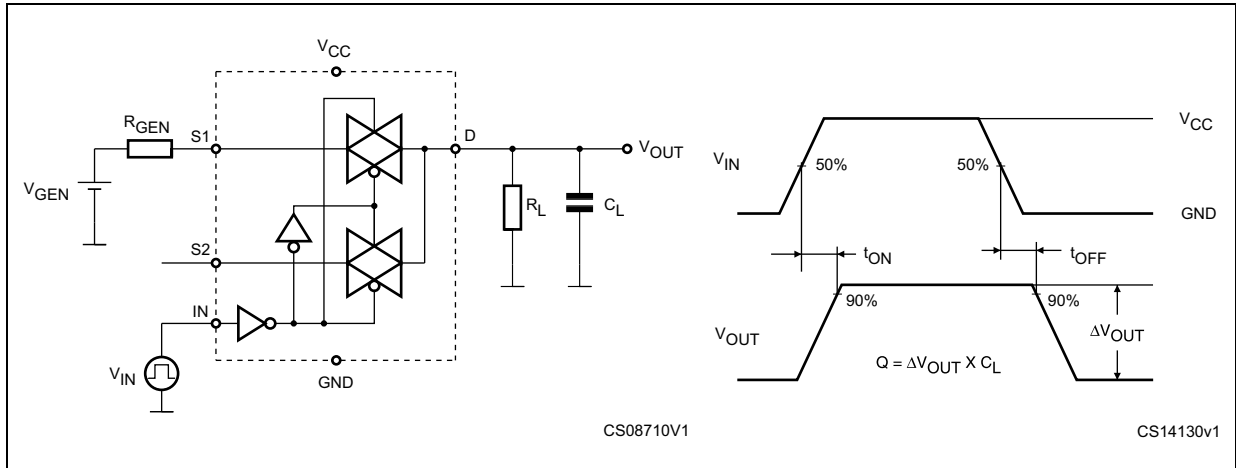 VCC
RGEN
S1
D
VOUT
VGEN
RL
CL
S2
IN
VIN
GND
CS08710V1
VCC
VIN
50%
50%
GND
tON
tOFF
90%
90%
VOUT
ΔVOUT
Q = ΔVOUT X CL
CS14130v1